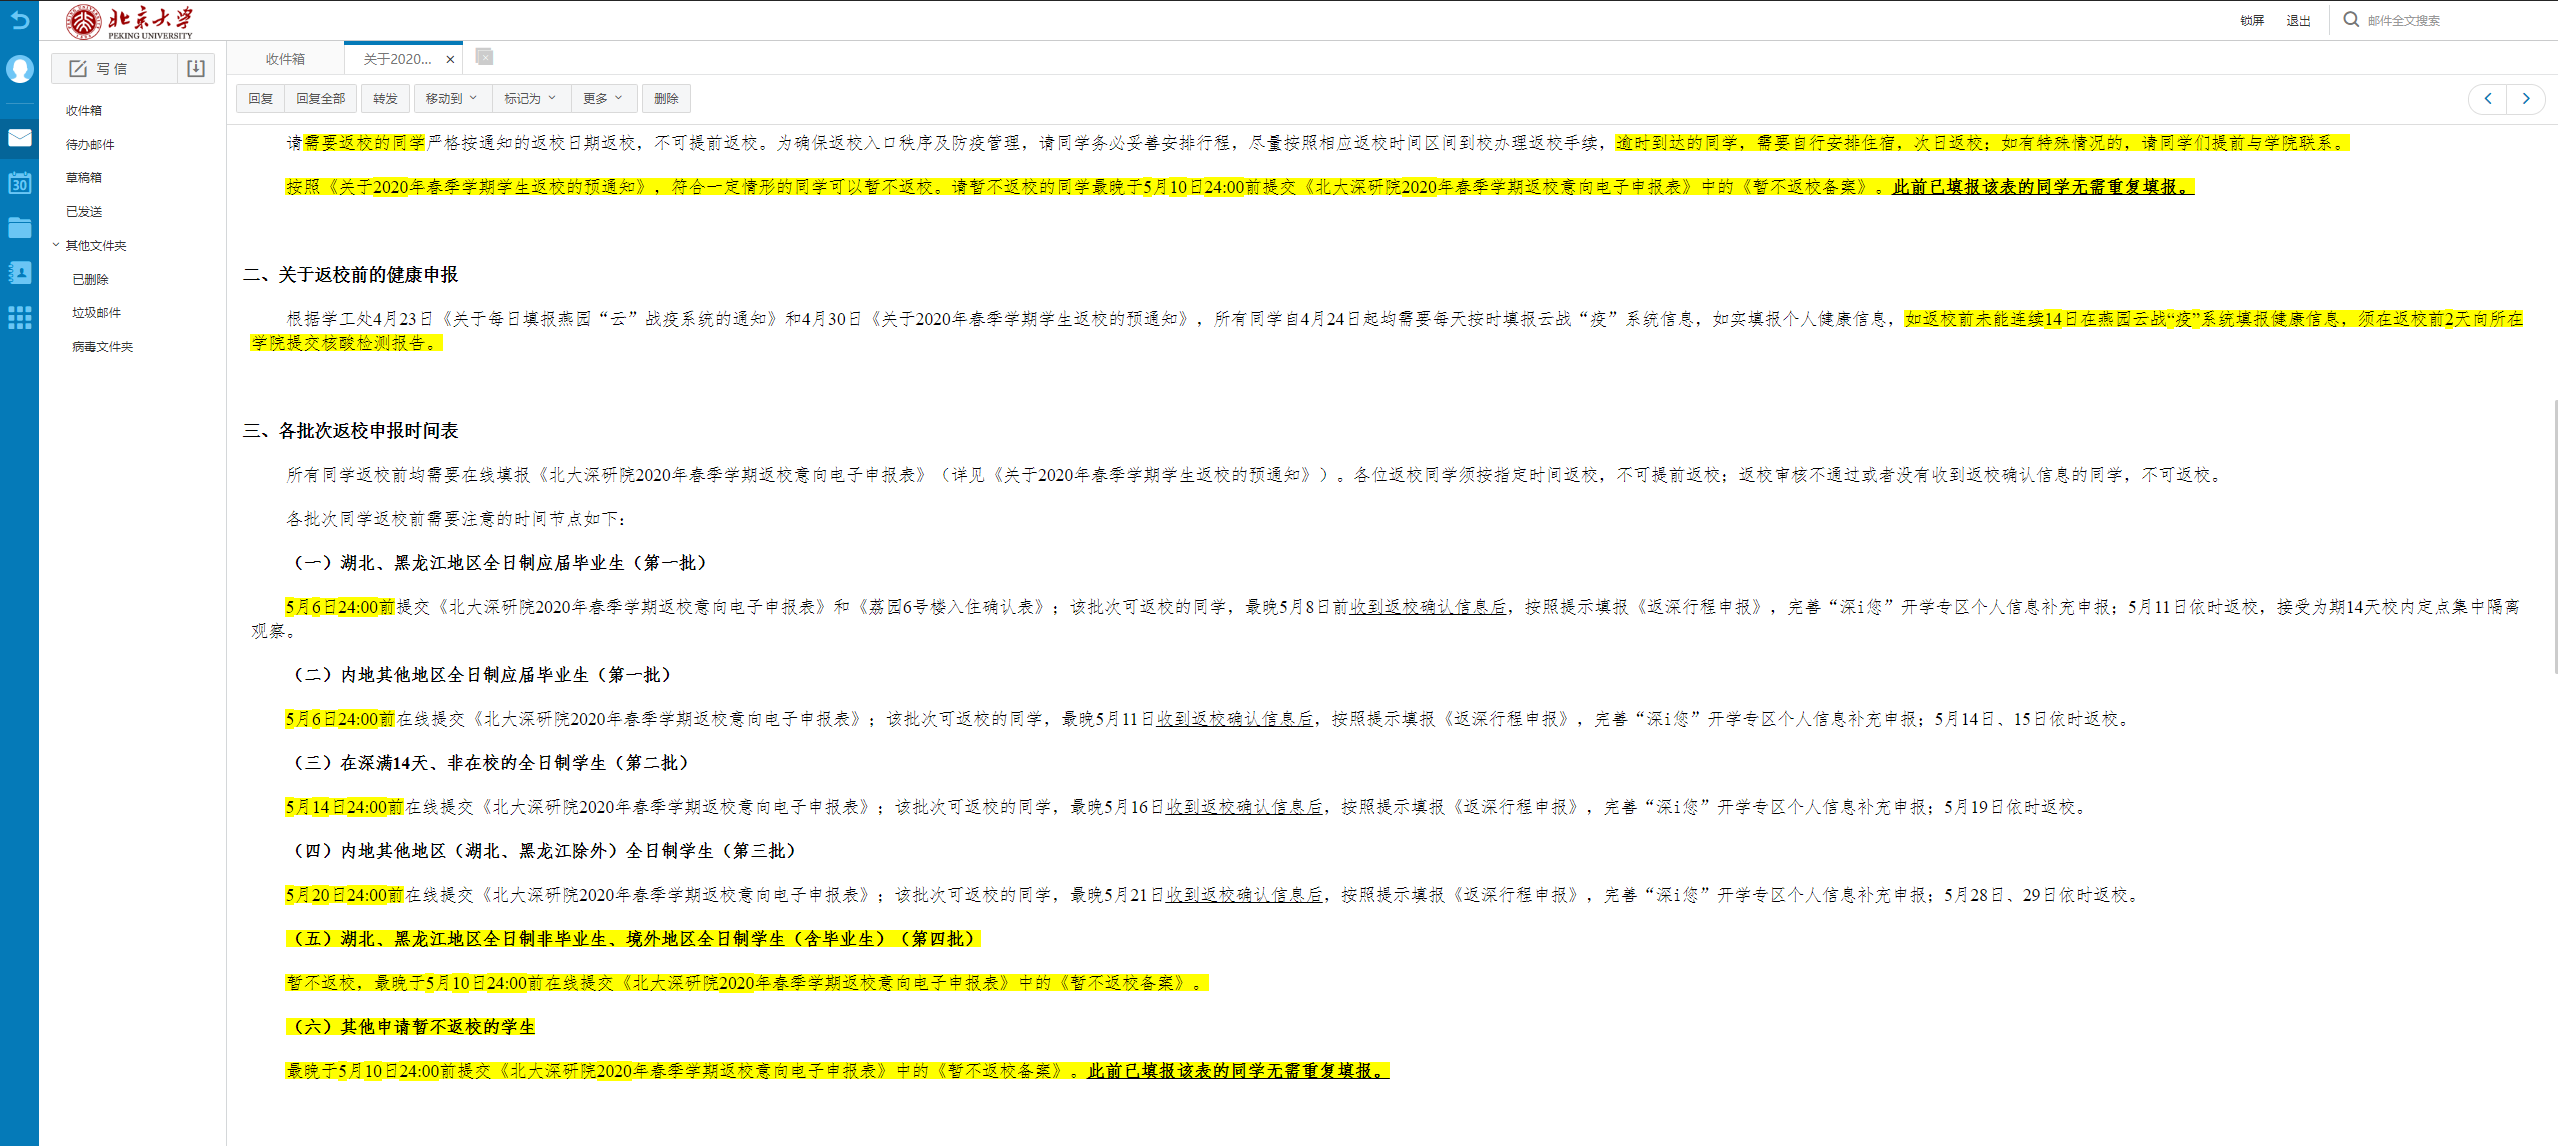 北京大学
PEKING UNIVERSITY
锁屏 退出 邮件全文搜索
写 信
收件箱
待办邮件
草稿箱
已发送
其他文件夹
已删除
垃圾邮件
病毒文件夹
30
收件箱 关于2020...
回复 回复全部 转发 移动到 标记为 更多 删除
请需要返校的同学严格按通知的返校日期返校，不可提前返校。为确保返校入口秩序及防疫管理，请同学务必妥善安排行程，尽量按照相应返校时间区间到校办理返校手续，逾时到达的同学，需要自行安排住宿，次日返校；如有特殊情况的，请同学们提前与学院联系。
按照《关于2020年春季学期学生返校的预通知》，符合一定情形的同学可以暂不返校。请暂不返校的同学最晚于5月10日24:00前提交《北大深研院2020年春季学期返校意向电子申报表》中的《暂不返校备案》。此前已填报该表的同学无需重复填报。
二、关于返校前的健康申报
根据学工处4月23日《关于每日填报燕园“云”战疫系统的通知》和4月30日《关于2020年春季学期学生返校的预通知》，所有同学自4月24日起均需要每天按时填报云战“疫”系统信息，如实填报个人健康信息，如返校前未能连续14日在燕园云战“疫”系统填报健康信息，须在返校前2天向所在
学院提交核酸检测报告。
三、各批次返校申报时间表
所有同学返校前均需要在线填报《北大深研院2020年春季学期返校意向电子申报表》（详见《关于2020年春季学期学生返校的预通知》）。各位返校同学须按指定时间返校，不可提前返校；返校审核不通过或者没有收到返校确认信息的同学，不可返校。
各批次同学返校前需要注意的时间节点如下：
（一）湖北、黑龙江地区全日制应届毕业生（第一批）
5月6日24:00前提交《北大深研院2020年春季学期返校意向电子申报表》和《荔园6号楼入住确认表》；该批次可返校的同学，最晚5月8日前收到返校确认信息后，按照提示填报《返深行程申报》，完善“深i您”开学专区个人信息补充申报；5月11日依时返校，接受为期14天校内定点集中隔离
观察。
（二）内地其他地区全日制应届毕业生（第一批）
5月6日24:00前在线提交《北大深研院2020年春季学期返校意向电子申报表》；该批次可返校的同学，最晚5月11日收到返校确认信息后，按照提示填报《返深行程申报》，完善“深i您”开学专区个人信息补充申报；5月14日、15日依时返校。
（三）在深满14天、非在校的全日制学生（第二批）
5月14日24:00前在线提交《北大深研院2020年春季学期返校意向电子申报表》；该批次可返校的同学，最晚5月16日收到返校确认信息后，按照提示填报《返深行程申报》，完善“深i您”开学专区个人信息补充申报；5月19日依时返校。
（四）内地其他地区（湖北、黑龙江除外）全日制学生（第三批）
5月20日24:00前在线提交《北大深研院2020年春季学期返校意向电子申报表》；该批次可返校的同学，最晚5月21日收到返校确认信息后，按照提示填报《返深行程申报》，完善“深i您”开学专区个人信息补充申报；5月28日、29日依时返校。
（五）湖北、黑龙江地区全日制非毕业生、境外地区全日制学生（含毕业生）（第四批）
暂不返校，最晚于5月10日24:00前在线提交《北大深研院2020年春季学期返校意向电子申报表》中的《暂不返校备案》。
（六）其他申请暂不返校的学生
最晚于5月10日24:00前提交《北大深研院2020年春季学期返校意向电子申报表》中的《暂不返校备案》。此前已填报该表的同学无需重复填报。